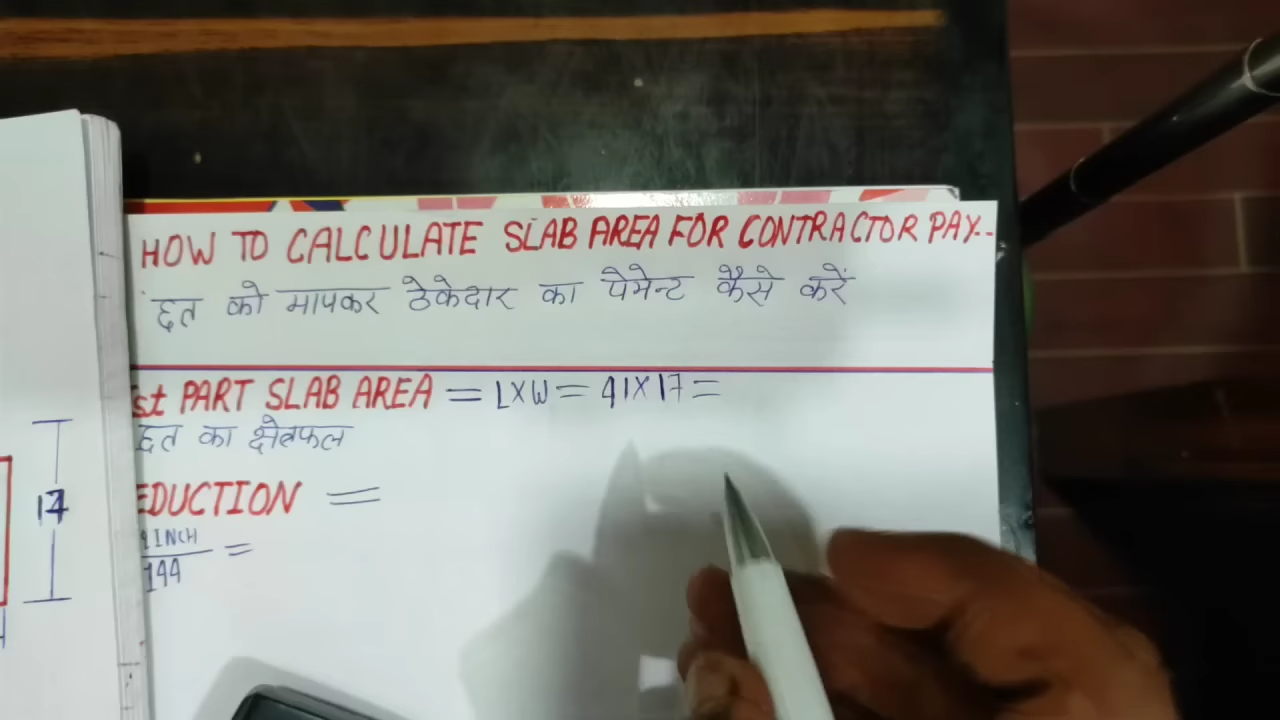 HOW TO CALCULATE SLAB AREA FOR CONTRACTOR PAY..
छत को मापकर ठेकेदार का पेमेन्ट कैसे करें
st PART SLAB AREA = L×W = 41×17 =
छत का क्षेत्रफल
EDUCTION =
INCH
144 =
17